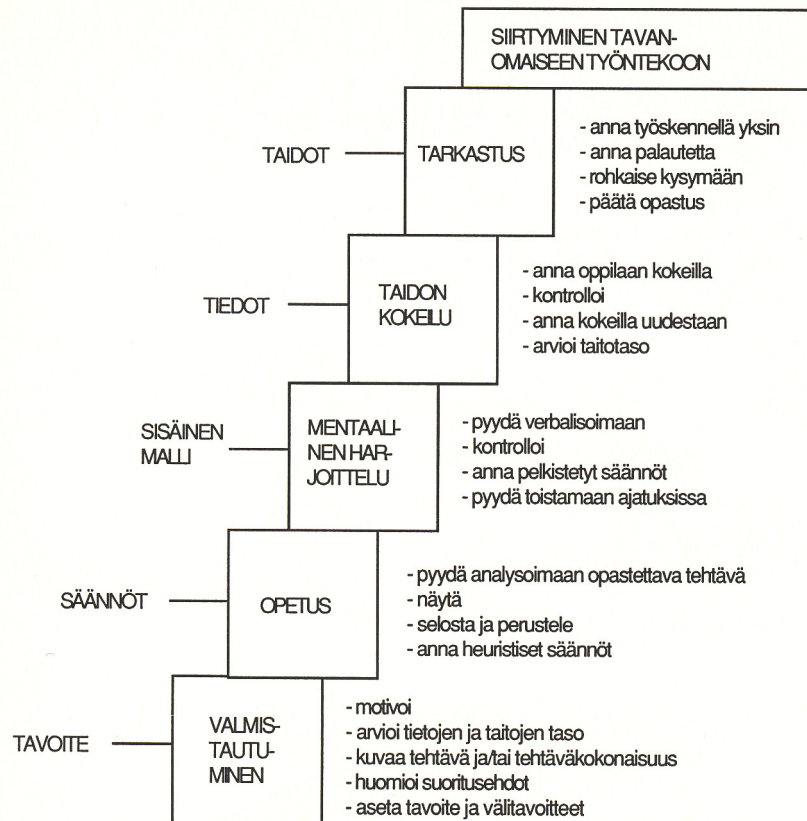 SIIRTYMINEN TAVAN-
OMAISEEN TYÖNTEKOON
TAIDOT
TARKASTUS
- anna työskennellä yksin
- anna palautetta
- rohkaise kysymään
- päätä opastus
TIEDOT
TAIDON
KOKEILU
- anna oppilaan kokeilla
- kontrolloi
- anna kokeilla uudestaan
- arvioi taitotaso
SISÄINEN
MALLI
MENTAALI-
NEN HAR-
JOITTELU
- pyydä verbalisoimaan
- kontrolloi
- anna pelkistetyt säännöt
- pyydä toistamaan ajatuksissa
SÄÄNNÖT
OPETUS
- pyydä analysoimaan opastettava tehtävä
- näytä
- selosta ja perustele
- anna heuristiset säännöt
TAVOITE
VALMIS-
TAUTU-
MINEN
- motivoi
- arvioi tietojen ja taitojen taso
- kuvaa tehtävä ja/tai tehtäväkokonaisuus
- huomioi suoritusehdot
- aseta tavoite ja välitavoitteet